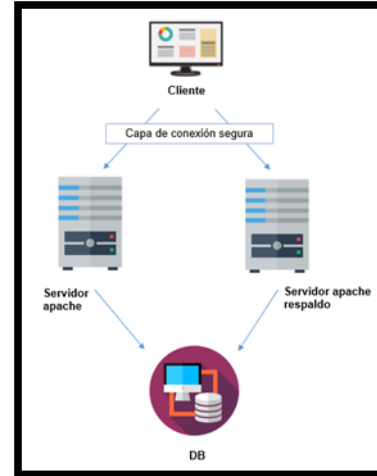 Cliente
Capa de conexión segura
Servidor
apache
Servidor apache
respaldo
DB